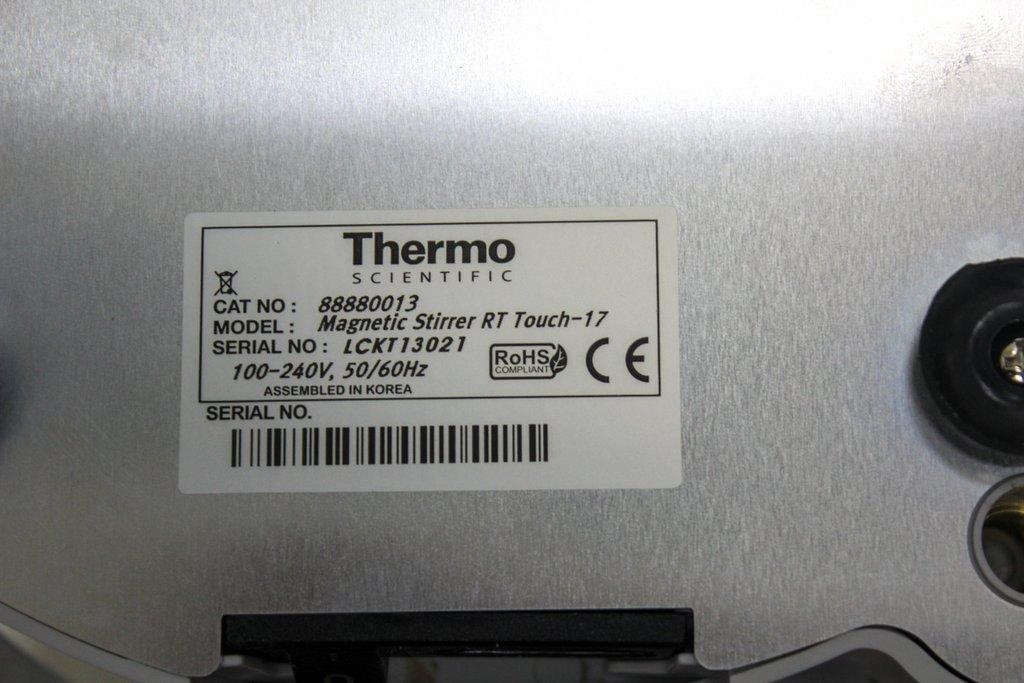 Thermo
SCIENTIFIC
CAT NO : 88880013
MODEL : Magnetic Stirrer RT Touch-17
SERIAL NO : LCKT13021
100-240V, 50/60Hz
RoHS
COMPLIANT
CE
ASSEMBLED IN KOREA
SERIAL NO.